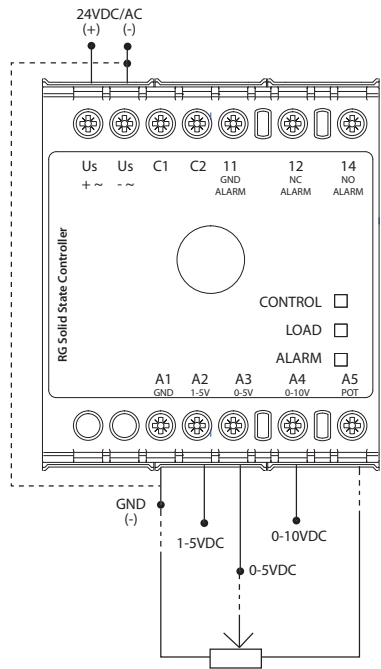 24VDC/AC
(+) (-)
Us Us C1 C2 11 12 14
+ ~ - ~ GND NC NO
ALARM ALARM ALARM
RG Solid State Controller
CONTROL
LOAD
ALARM
A1 A2 A3 A4 A5
GND 1-5V 0-5V 0-10V POT
GND
(-)
1-5VDC
0-10VDC
0-5VDC